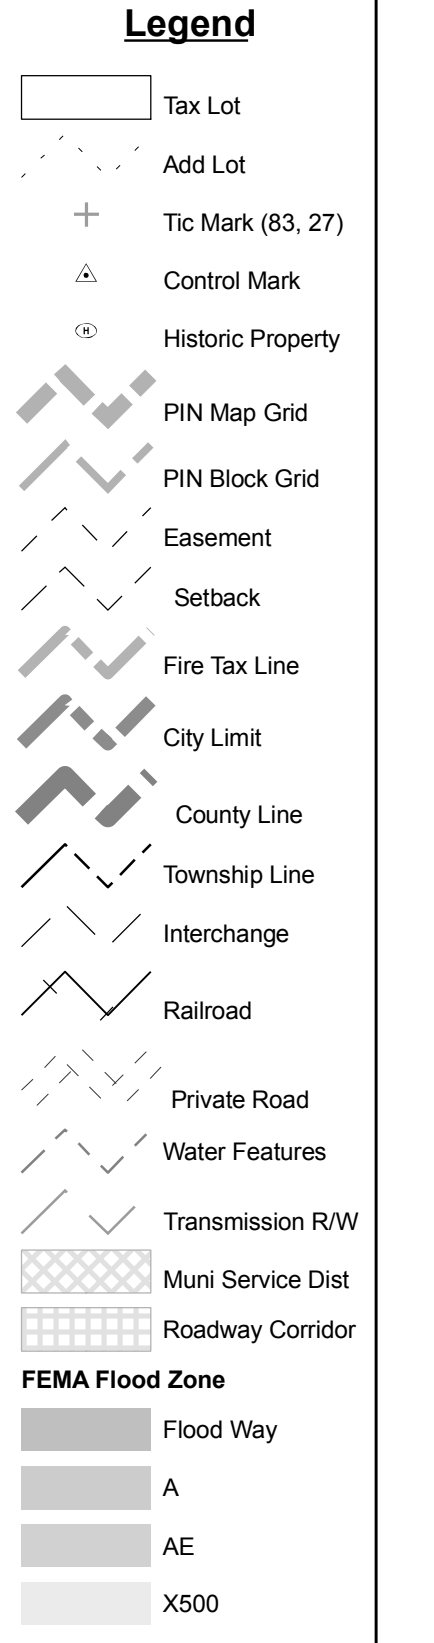 Legend
Tax Lot
Add Lot
Tic Mark (83, 27)
Control Mark
H
Historic Property
PIN Map Grid
PIN Block Grid
Easement
Setback
Fire Tax Line
City Limit
County Line
Township Line
Interchange
Railroad
Private Road
Water Features
Transmission R/W
Muni Service Dist
Roadway Corridor
FEMA Flood Zone
Flood Way
A
AE
X500